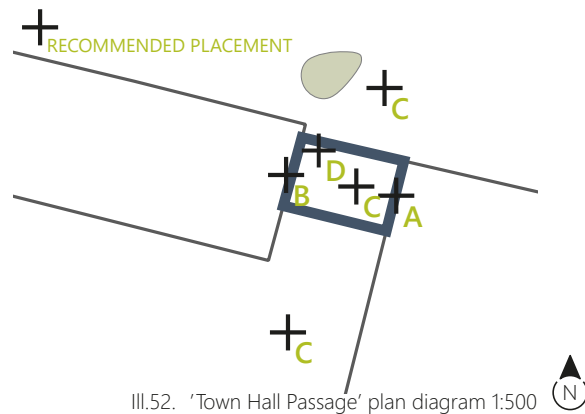 RECOMMENDED PLACEMENT
C
D
C
B
A
C
Ill.52. 'Town Hall Passage' plan diagram 1:500
N